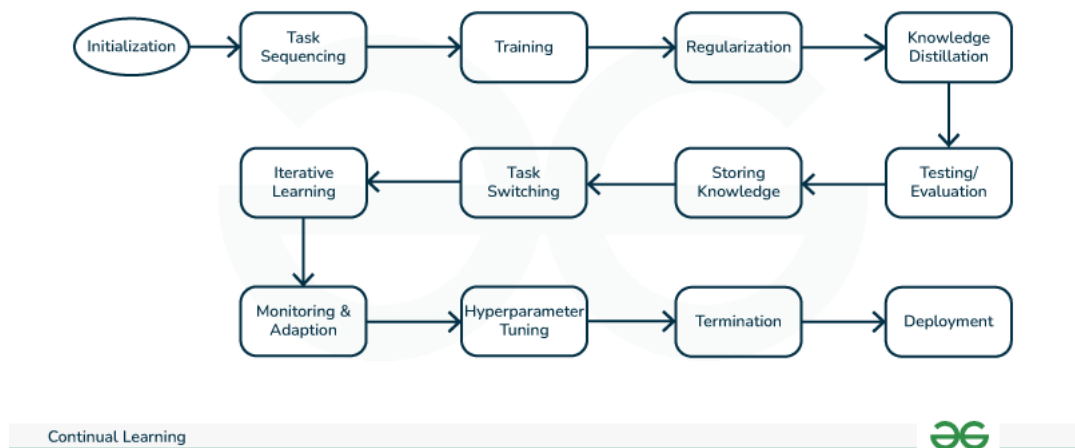 Initialization
Task
Sequencing
Training
Regularization
Knowledge
Distillation
Testing/
Evaluation
Storing
Knowledge
Task
Switching
Iterative
Learning
Monitoring &
Adaption
Hyperparameter
Tuning
Termination
Deployment
Continual Learning